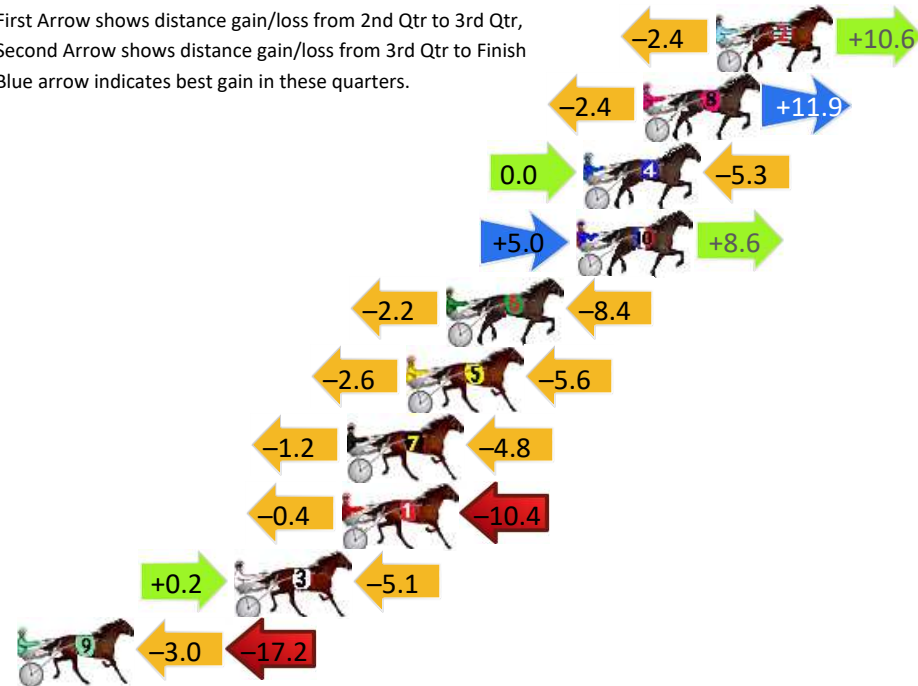 First Arrow shows distance gain/loss from 2nd Qtr to 3rd Qtr,
Second Arrow shows distance gain/loss from 3rd Qtr to Finish
Blue arrow indicates best gain in these quarters.
–2.4 +10.6
–2.4 8 +11.9
0.0 4 –5.3
+5.0 10 +8.6
–2.2 6 –8.4
–2.6 5 –5.6
–1.2 7 –4.8
–0.4 1 –10.4
+0.2 3 –5.1
9 –3.0 –17.2